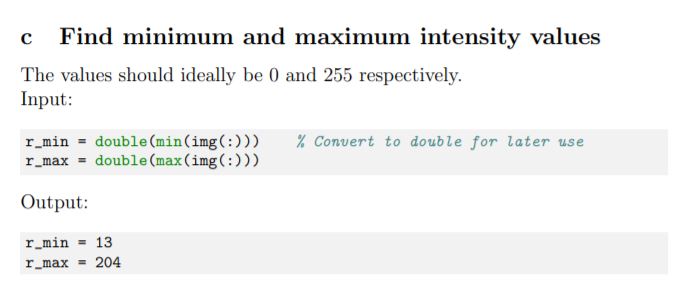 c Find minimum and maximum intensity values
The values should ideally be 0 and 255 respectively.
Input:
r_min = double(min(img(:))) % Convert to double for later use
r_max = double(max(img(:)))
Output:
r_min = 13
r_max = 204